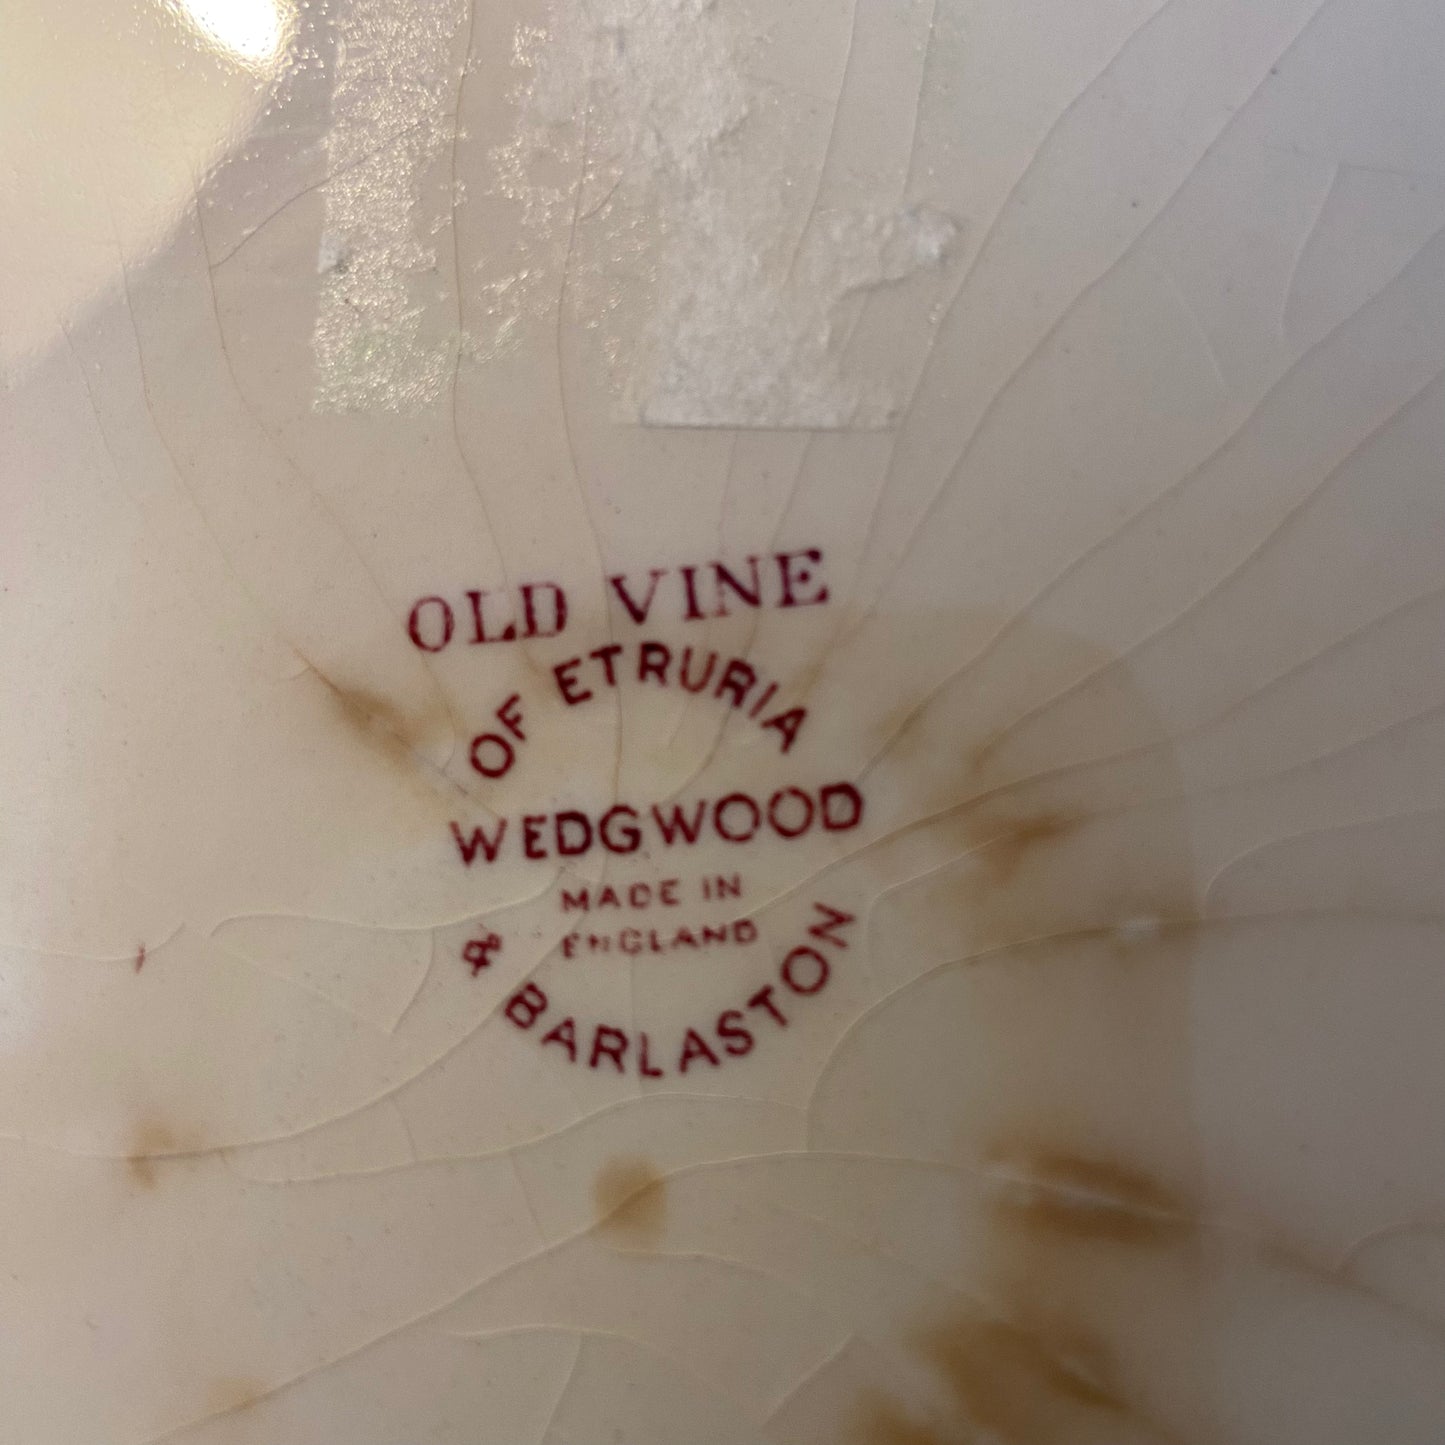 OLD VINE
OF ETRURIA
WEDGWOOD
MADE IN
ENGLAND
& BARLASTON